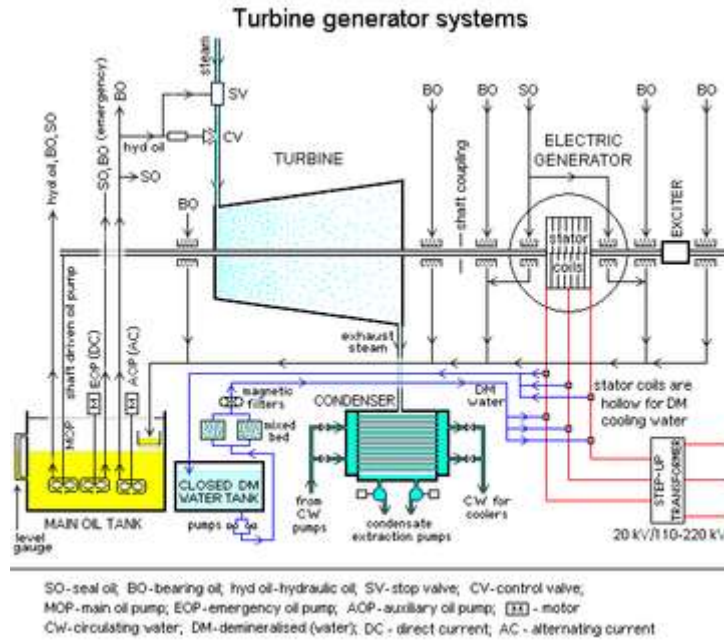 Turbine generator systems
steam
BO
SV
hyd oil
CV
SO
hyd oil, BO, SO
SO, BO (emergency)
BO
TURBINE
BO
shaft coupling
BO
SO
ELECTRIC
GENERATOR
BO
BO
EXCITER
stator
coils
shaft driven oil pump
EOP (DC)
AOP (AC)
MOP
exhaust
steam
magnetic
filters
mixed
bed
CONDENSER
DM
water
stator coils are
hollow for DM
cooling water
CLOSED DM
WATER TANK
pumps
from
CW
pumps
condensate
extraction pumps
CW for
coolers
STEP-UP
TRANSFORMER
20 kV/110-220 kV
MAIN OIL TANK
level
gauge
SO-seal oil; BO-bearing oil; hyd oil-hydraulic oil; SV-stop valve; CV-control valve;
MOP-main oil pump; EOP-emergency oil pump; AOP-auxiliary oil pump; M - motor
CW-circulating water; DM-demineralised (water); DC - direct current; AC - alternating current